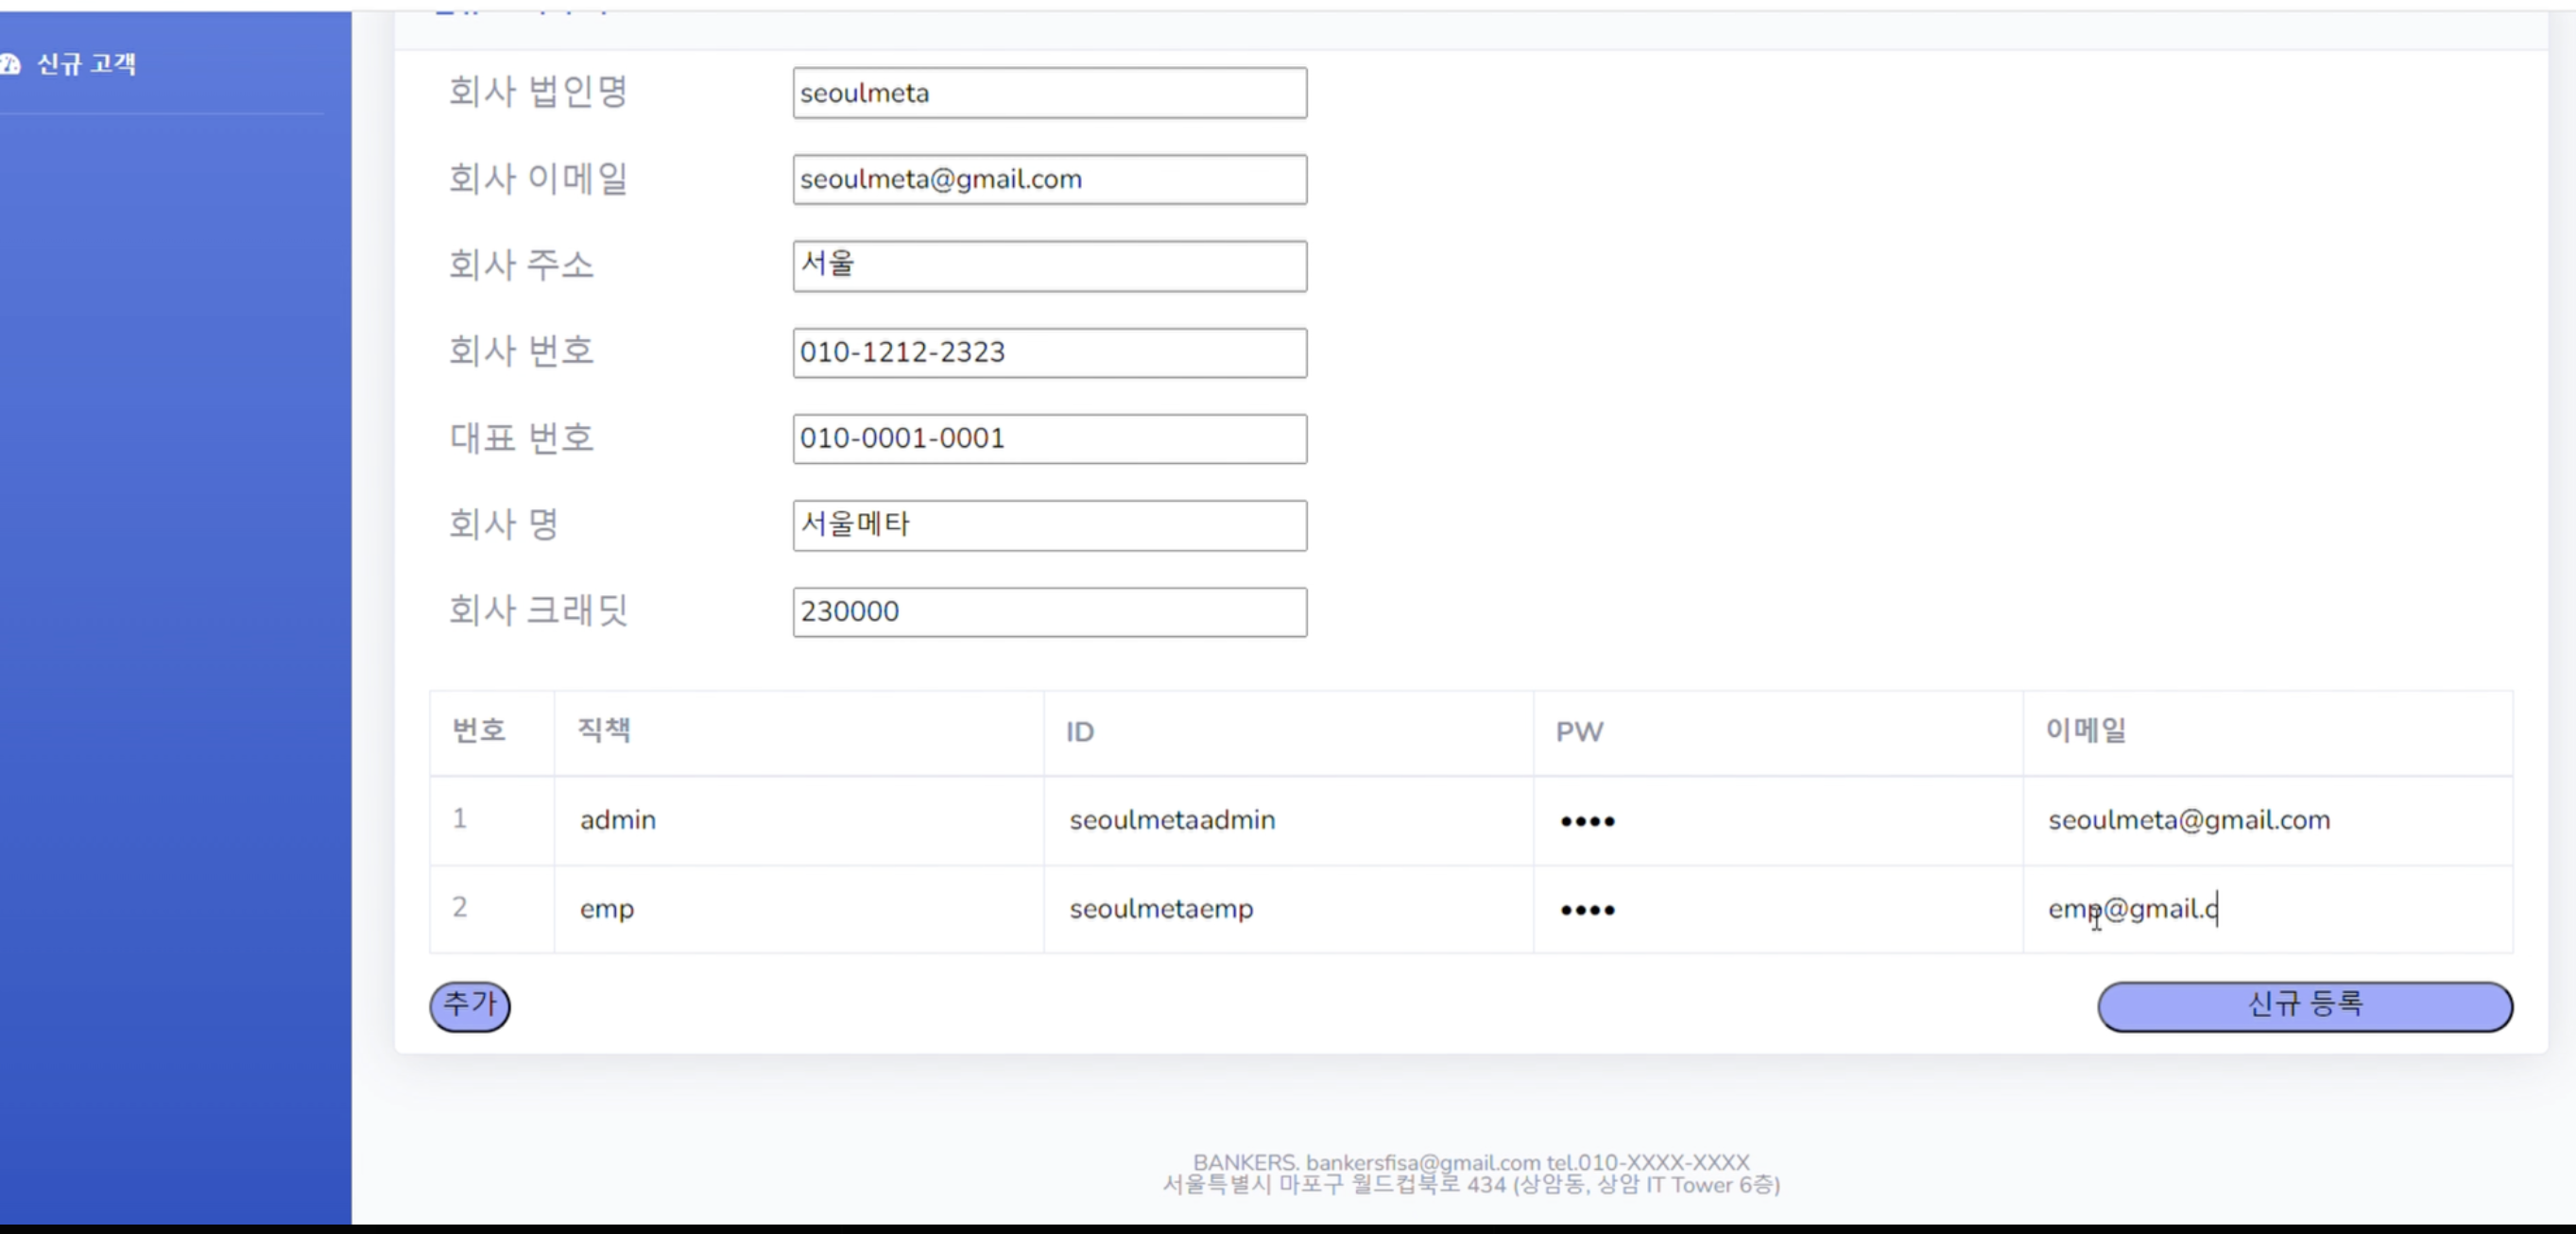 신규 고객
회사 법인명 seoulmeta
회사 이메일 seoulmeta@gmail.com
회사 주소 서울
회사 번호 010-1212-2323
대표 번호 010-0001-0001
회사 명 서울메타
회사 크래딧 230000
번호 직책 ID PW 이메일
1 admin seoulmetaadmin •••• seoulmeta@gmail.com
2 emp seoulmetaemp •••• emp@gmail.c
추가 신규 등록
BANKERS. bankersfisa@gmail.com tel.010-XXXX-XXXX
서울특별시 마포구 월드컵북로 434 (상암동, 상암 IT Tower 6층)